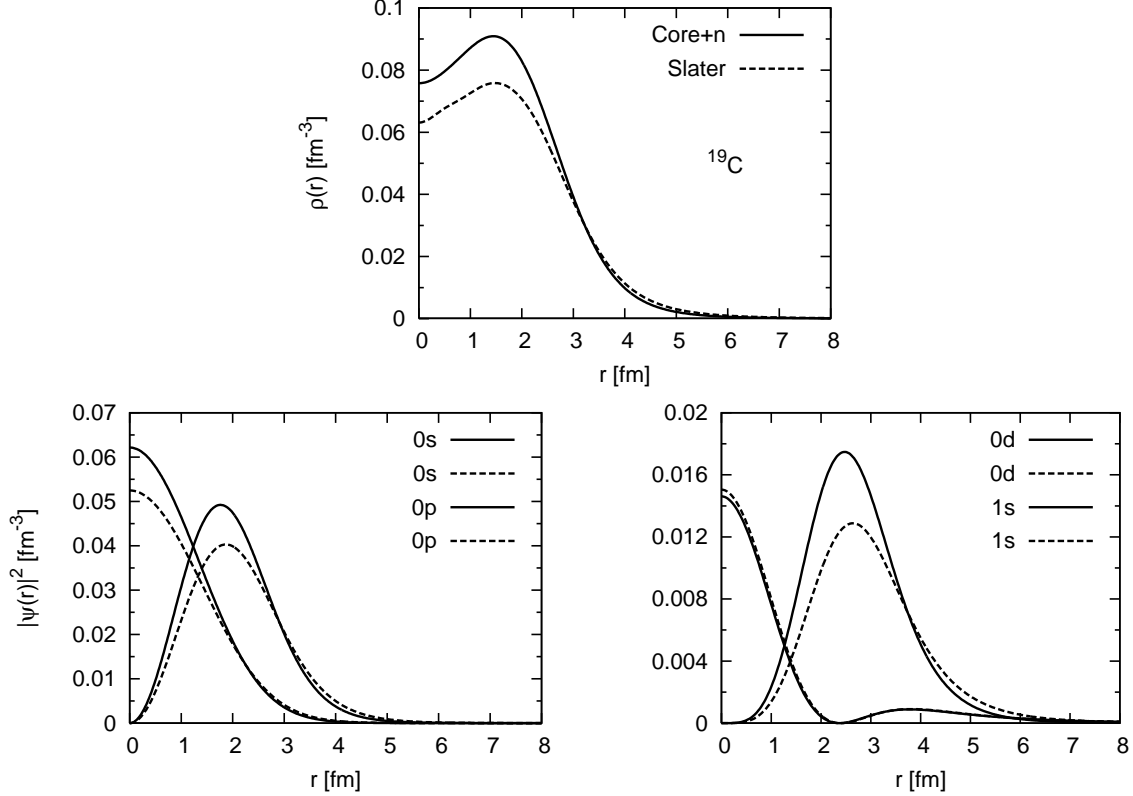 0.1
0.08
0.06
0.04
0.02
0
ρ(r) [fm⁻³]
Core+n
Slater
¹⁹C
0 1 2 3 4 5 6 7 8
r [fm]
0.07
0.06
0.05
0.04
0.03
0.02
0.01
0
|ψ(r)|² [fm⁻³]
0s
0s
0p
0p
0 1 2 3 4 5 6 7 8
r [fm]
0.02
0.016
0.012
0.008
0.004
0
0d
0d
1s
1s
0 1 2 3 4 5 6 7 8
r [fm]